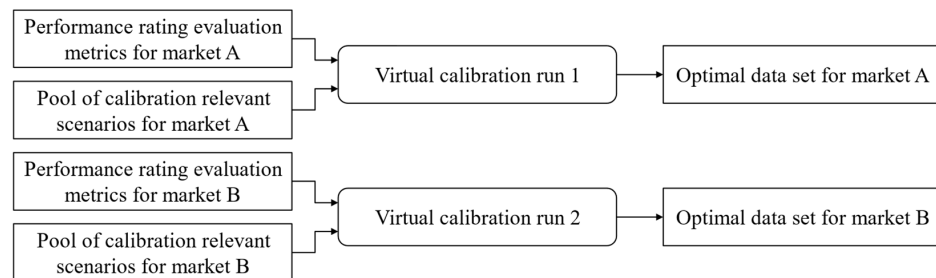 Performance rating evaluation
metrics for market A
Virtual calibration run 1
Optimal data set for market A
Pool of calibration relevant
scenarios for market A
Performance rating evaluation
metrics for market B
Virtual calibration run 2
Optimal data set for market B
Pool of calibration relevant
scenarios for market B